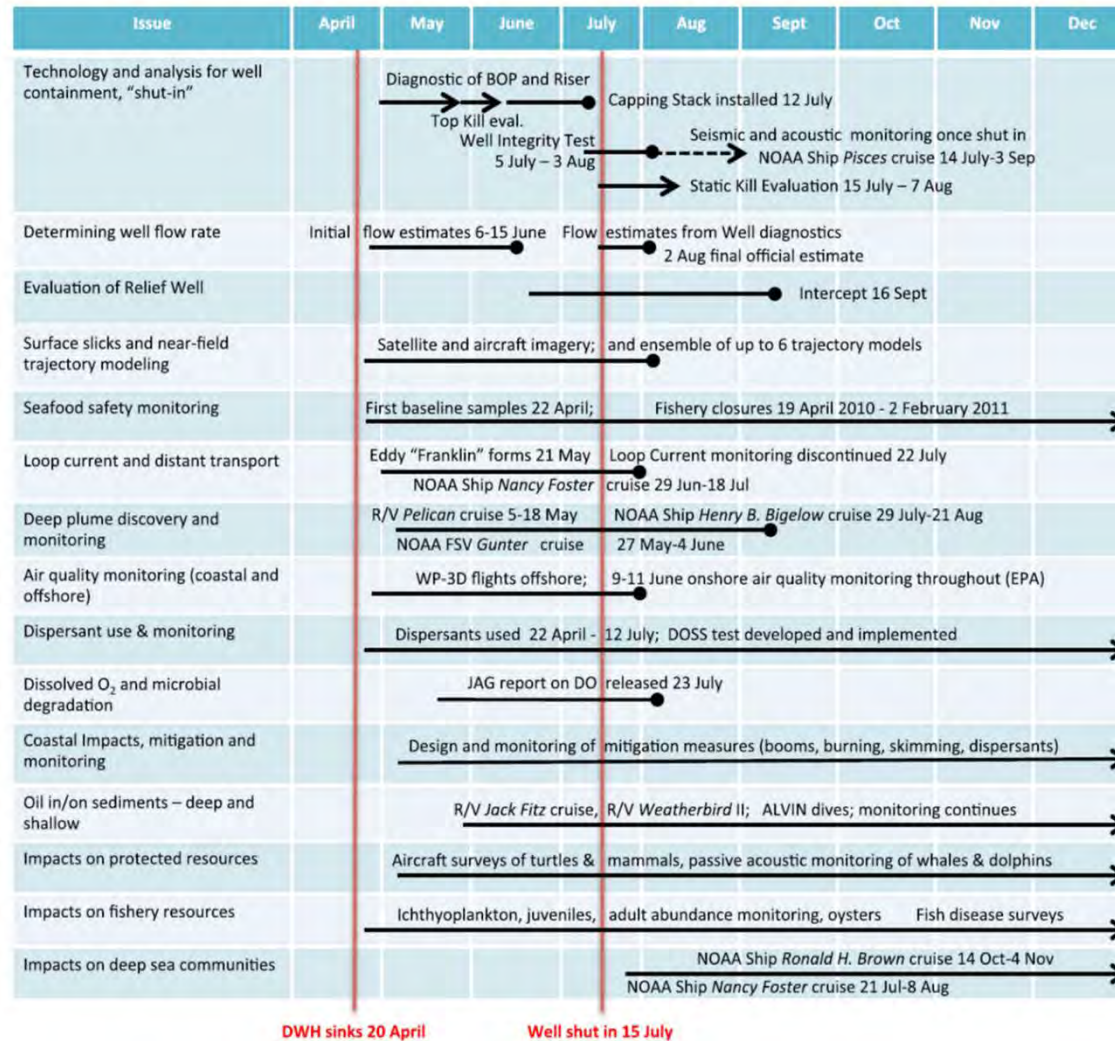 Issue April May June July Aug Sept Oct Nov Dec
Technology and analysis for well
containment, “shut-in”
Diagnostic of BOP and Riser
Capping Stack installed 12 July
Top Kill eval.
Well Integrity Test
5 July – 3 Aug
Seismic and acoustic monitoring once shut in
NOAA Ship Pisces cruise 14 July-3 Sep
Static Kill Evaluation 15 July – 7 Aug
Determining well flow rate
Initial flow estimates 6-15 June
Flow estimates from Well diagnostics
2 Aug final official estimate
Evaluation of Relief Well
Intercept 16 Sept
Surface slicks and near-field
trajectory modeling
Satellite and aircraft imagery; and ensemble of up to 6 trajectory models
Seafood safety monitoring
First baseline samples 22 April; Fishery closures 19 April 2010 - 2 February 2011
Loop current and distant transport
Eddy “Franklin” forms 21 May Loop Current monitoring discontinued 22 July
NOAA Ship Nancy Foster cruise 29 Jun-18 Jul
Deep plume discovery and
monitoring
R/V Pelican cruise 5-18 May NOAA Ship Henry B. Bigelow cruise 29 July-21 Aug
NOAA FSV Gunter cruise 27 May-4 June
Air quality monitoring (coastal and
offshore)
WP-3D flights offshore; 9-11 June onshore air quality monitoring throughout (EPA)
Dispersant use & monitoring
Dispersants used 22 April - 12 July; DOSS test developed and implemented
Dissolved O₂ and microbial
degradation
JAG report on DO released 23 July
Coastal Impacts, mitigation and
monitoring
Design and monitoring of mitigation measures (booms, burning, skimming, dispersants)
Oil in/on sediments – deep and
shallow
R/V Jack Fitz cruise, R/V Weatherbird II; ALVIN dives; monitoring continues
Impacts on protected resources
Aircraft surveys of turtles & mammals, passive acoustic monitoring of whales & dolphins
Impacts on fishery resources
Ichthyoplankton, juveniles, adult abundance monitoring, oysters Fish disease surveys
Impacts on deep sea communities
NOAA Ship Ronald H. Brown cruise 14 Oct-4 Nov
NOAA Ship Nancy Foster cruise 21 Jul-8 Aug
DWH sinks 20 April
Well shut in 15 July